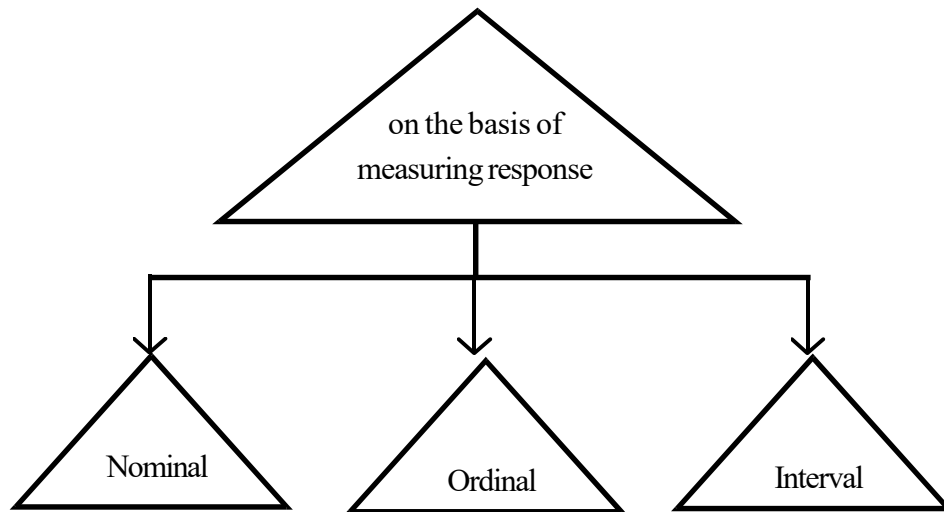 on the basis of
measuring response
Nominal
Ordinal
Interval